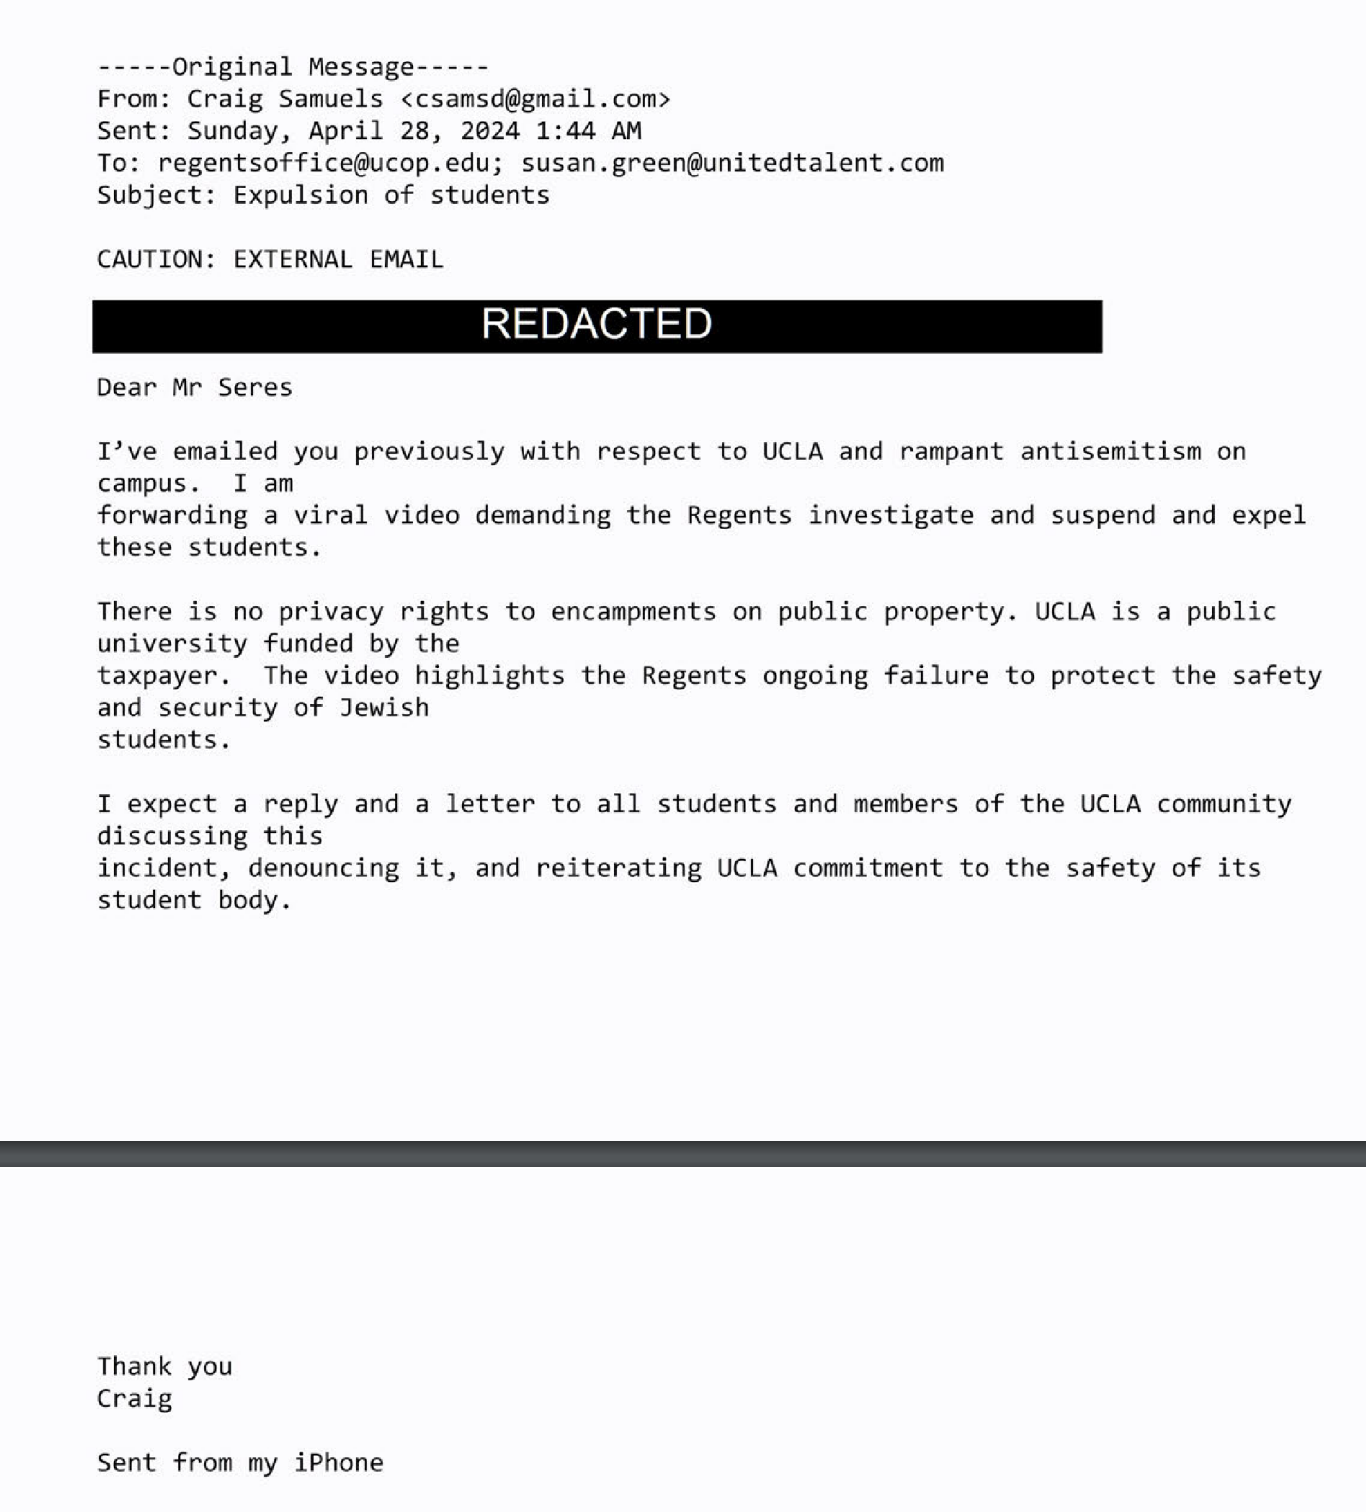 -----Original Message-----
From: Craig Samuels <csamsd@gmail.com>
Sent: Sunday, April 28, 2024 1:44 AM
To: regentsoffice@ucop.edu; susan.green@unitedtalent.com
Subject: Expulsion of students
CAUTION: EXTERNAL EMAIL
REDACTED
Dear Mr Seres
I’ve emailed you previously with respect to UCLA and rampant antisemitism on
campus.  I am
forwarding a viral video demanding the Regents investigate and suspend and expel
these students.
There is no privacy rights to encampments on public property. UCLA is a public
university funded by the
taxpayer.  The video highlights the Regents ongoing failure to protect the safety
and security of Jewish
students.
I expect a reply and a letter to all students and members of the UCLA community
discussing this
incident, denouncing it, and reiterating UCLA commitment to the safety of its
student body.
Thank you
Craig
Sent from my iPhone